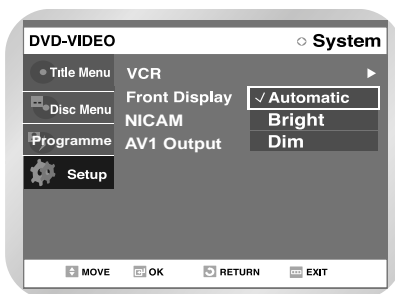 DVD-VIDEO
System
Title Menu
Disc Menu
Programme
Setup
VCR
Front Display
NICAM
AV1 Output
Automatic
Bright
Dim
MOVE OK RETURN EXIT